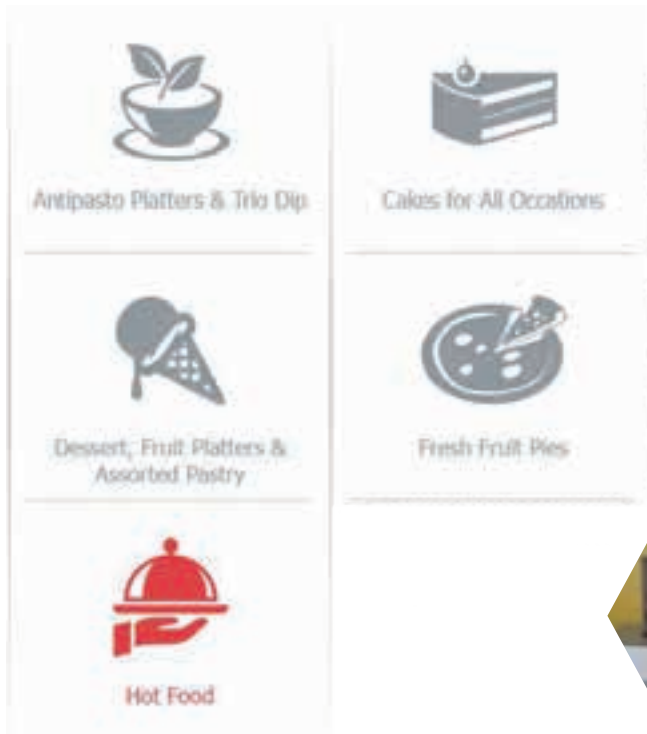 Antipasto Platters & Trio Dip
Cakes for All Occations
Dessert, Fruit Platters &
Assorted Pastry
Fresh Fruit Pies
Hot Food